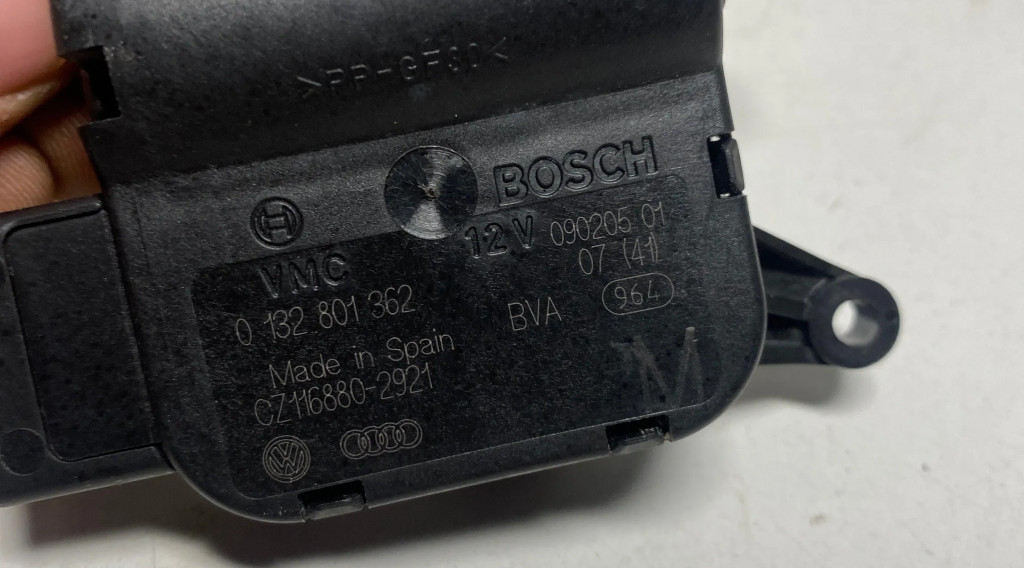 >PP-GF30<
BOSCH
12 V
090205 01
07 (41)
VMC
0 132 801 362
BVA
964
Made in Spain
CZ116880-2921
M
VW